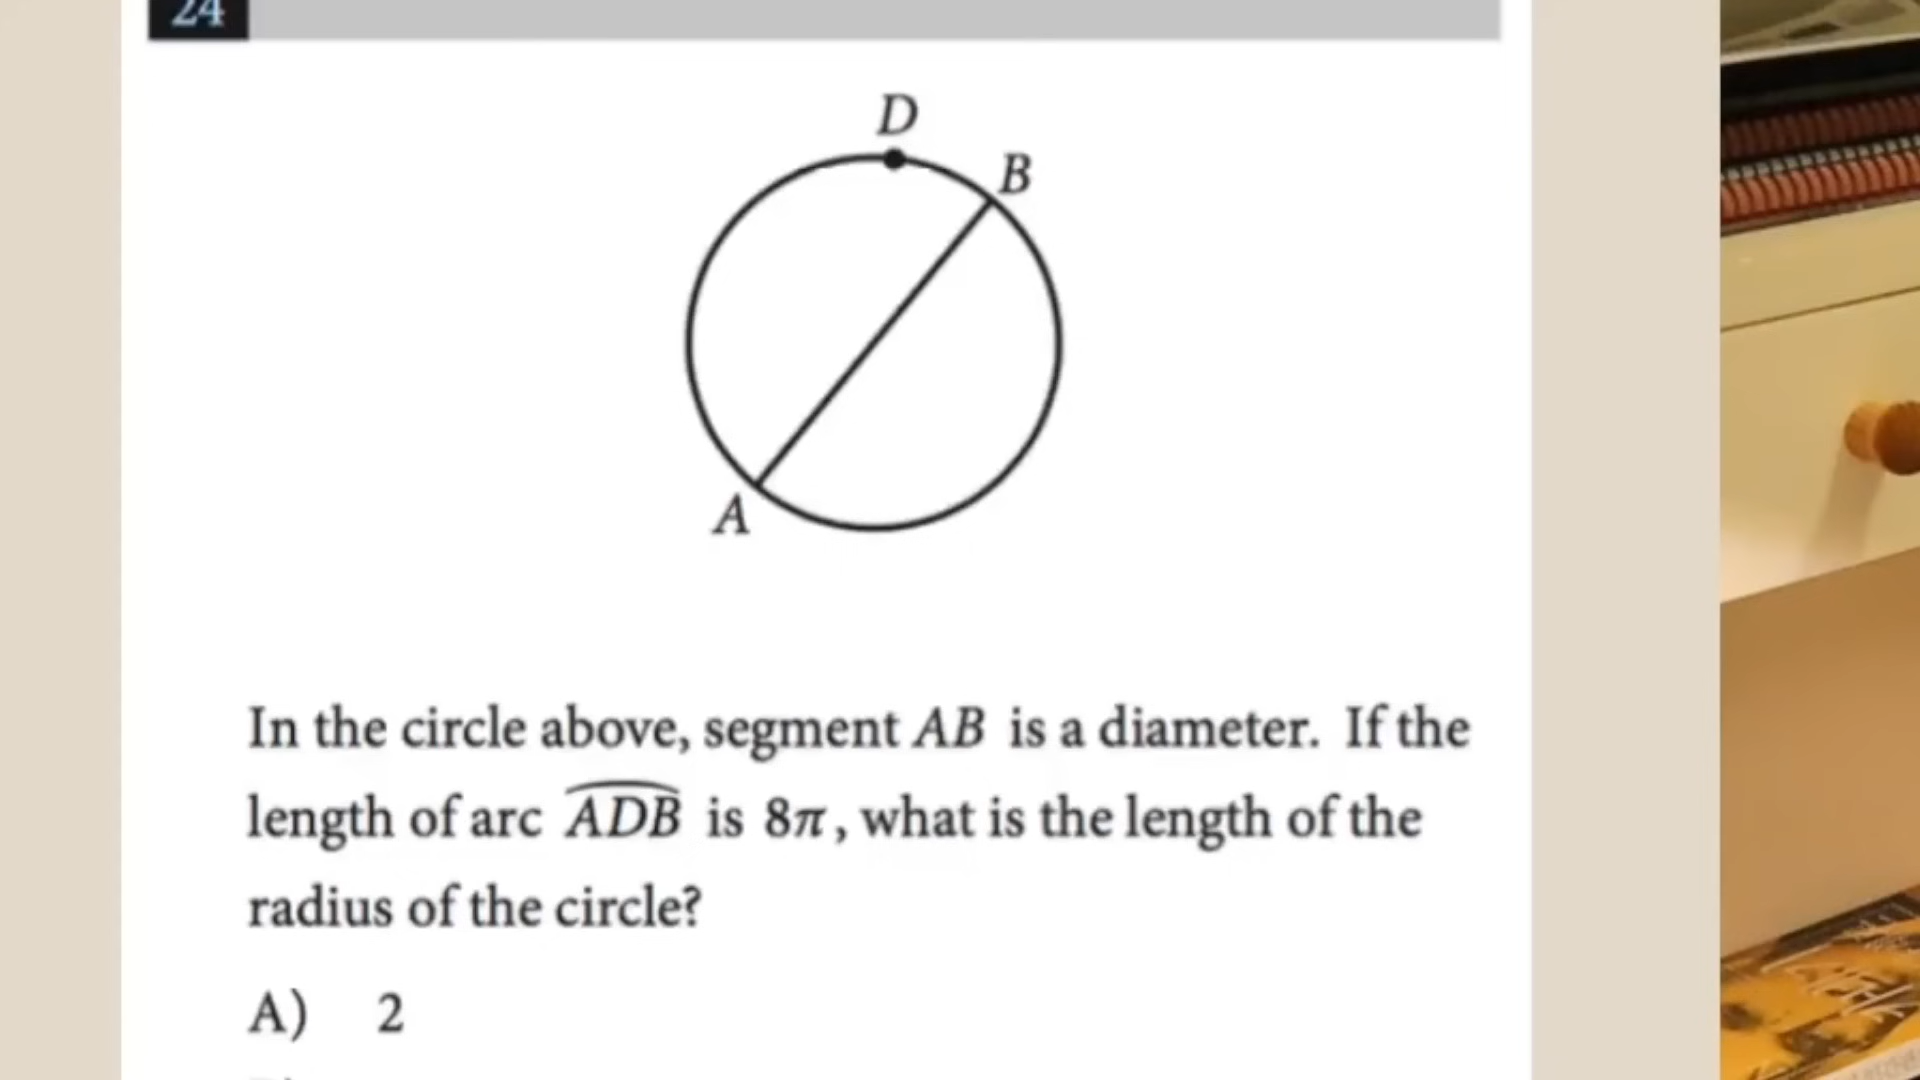 24
D
B
A
In the circle above, segment AB is a diameter. If the
length of arc ADB is 8π, what is the length of the
radius of the circle?
A) 2